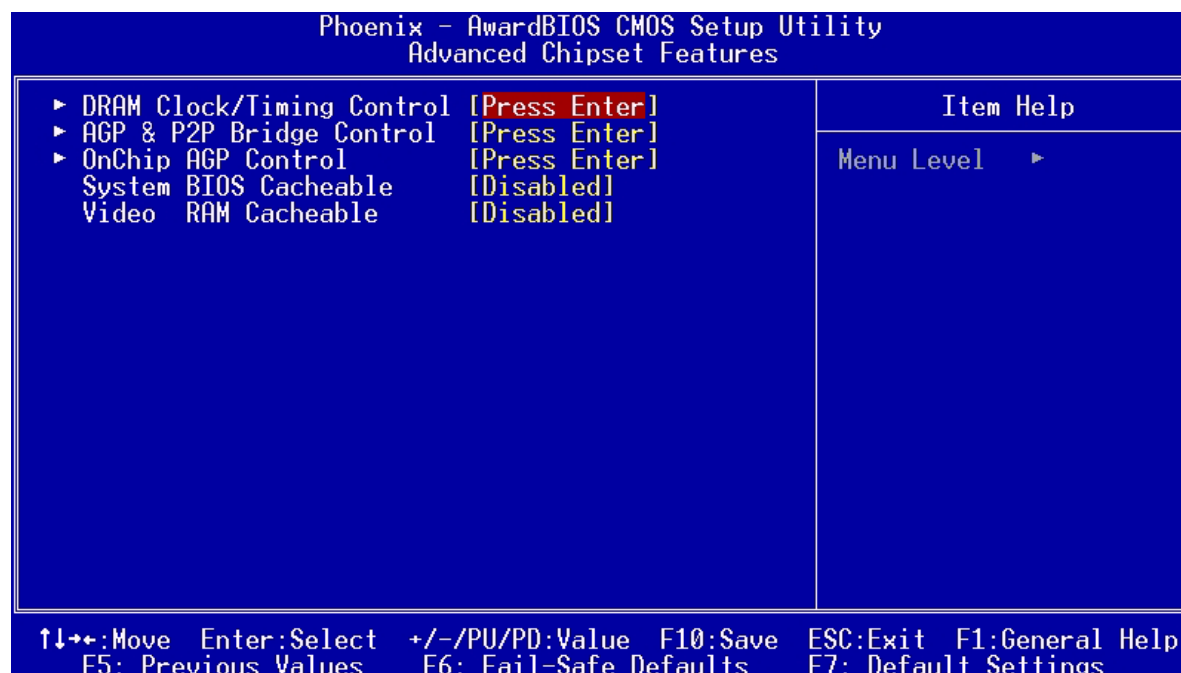 Phoenix - AwardBIOS CMOS Setup Utility
Advanced Chipset Features
► DRAM Clock/Timing Control [Press Enter]
► AGP & P2P Bridge Control [Press Enter]
► OnChip AGP Control [Press Enter]
System BIOS Cacheable [Disabled]
Video RAM Cacheable [Disabled]
Item Help
Menu Level ►
↑↓→←:Move Enter:Select +/-/PU/PD:Value F10:Save ESC:Exit F1:General Help
F5: Previous Values F6: Fail-Safe Defaults F7: Default Settings